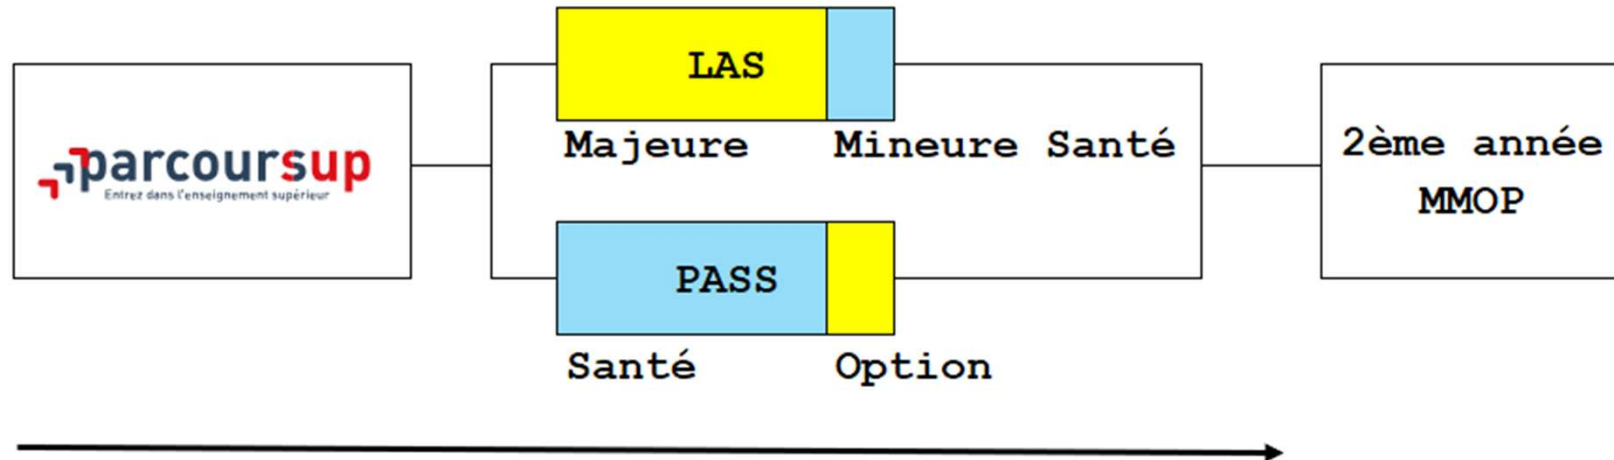 parcoursup
Entrez dans l'enseignement supérieur
LAS
Majeure
Mineure Santé
PASS
Santé
Option
2ème année
MMOP